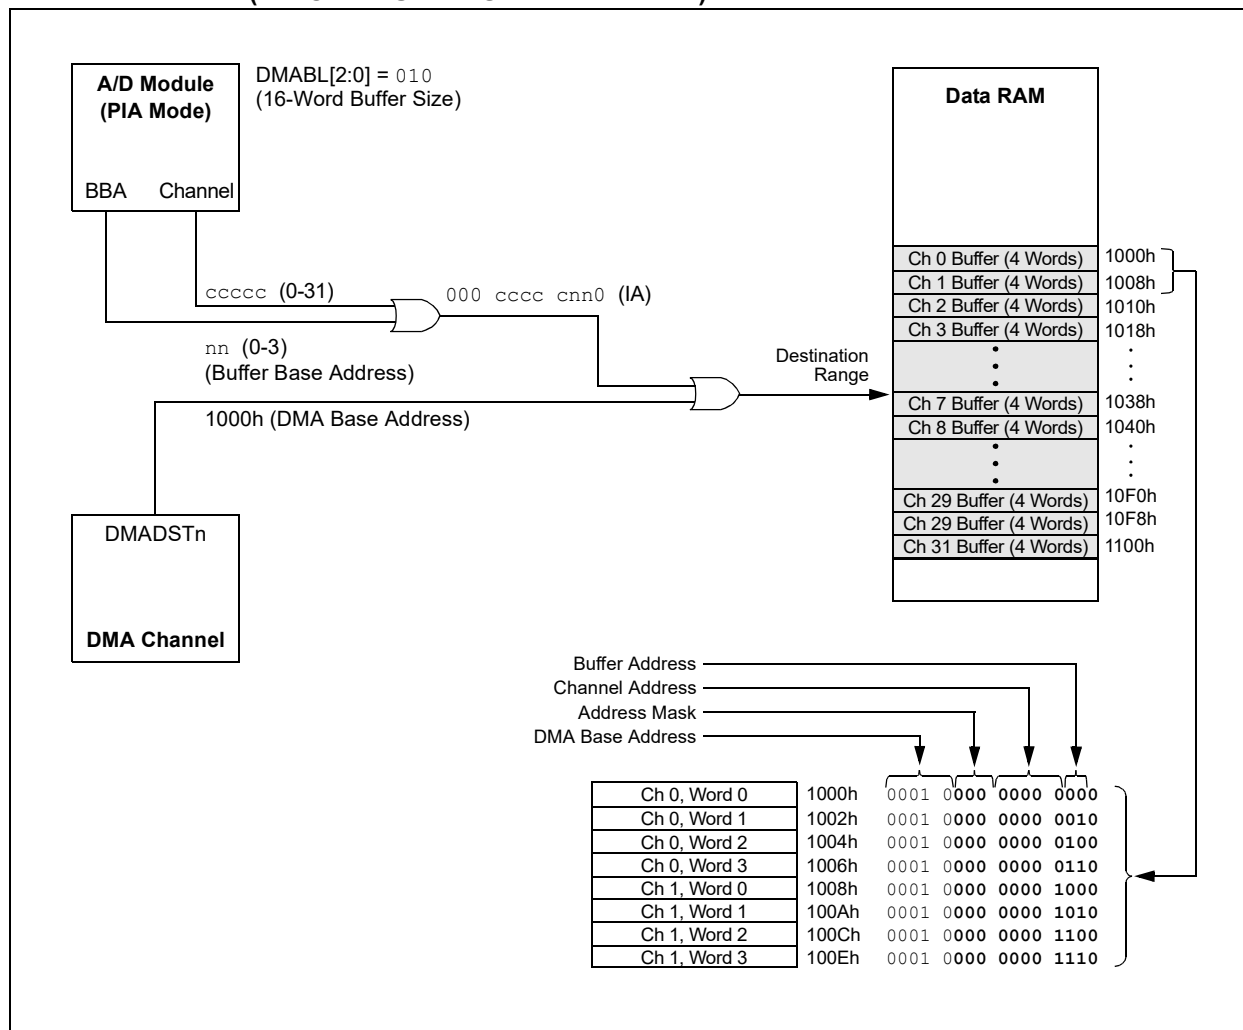 A/D Module
(PIA Mode)
BBA Channel
DMABL[2:0] = 010
(16-Word Buffer Size)
ccccc (0-31)
000 cccc cnn0 (IA)
nn (0-3)
(Buffer Base Address)
1000h (DMA Base Address)
Destination
Range
DMADSTn
DMA Channel
Data RAM
Ch 0 Buffer (4 Words) 1000h
Ch 1 Buffer (4 Words) 1008h
Ch 2 Buffer (4 Words) 1010h
Ch 3 Buffer (4 Words) 1018h
Ch 7 Buffer (4 Words) 1038h
Ch 8 Buffer (4 Words) 1040h
Ch 29 Buffer (4 Words) 10F0h
Ch 29 Buffer (4 Words) 10F8h
Ch 31 Buffer (4 Words) 1100h
Buffer Address
Channel Address
Address Mask
DMA Base Address
Ch 0, Word 0 1000h 0001 0000 0000 0000
Ch 0, Word 1 1002h 0001 0000 0000 0010
Ch 0, Word 2 1004h 0001 0000 0000 0100
Ch 0, Word 3 1006h 0001 0000 0000 0110
Ch 1, Word 0 1008h 0001 0000 0000 1000
Ch 1, Word 1 100Ah 0001 0000 0000 1010
Ch 1, Word 2 100Ch 0001 0000 0000 1100
Ch 1, Word 3 100Eh 0001 0000 0000 1110